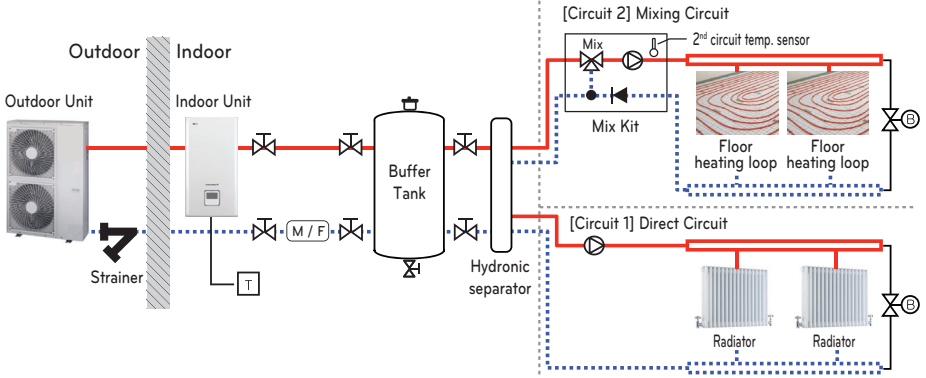 [Circuit 2] Mixing Circuit
Mix
2nd circuit temp. sensor
Outdoor
Indoor
Outdoor Unit
Indoor Unit
Mix Kit
B
Floor
heating loop
Floor
heating loop
Buffer
Tank
[Circuit 1] Direct Circuit
M / F
Strainer
T
Hydronic
separator
B
Radiator
Radiator